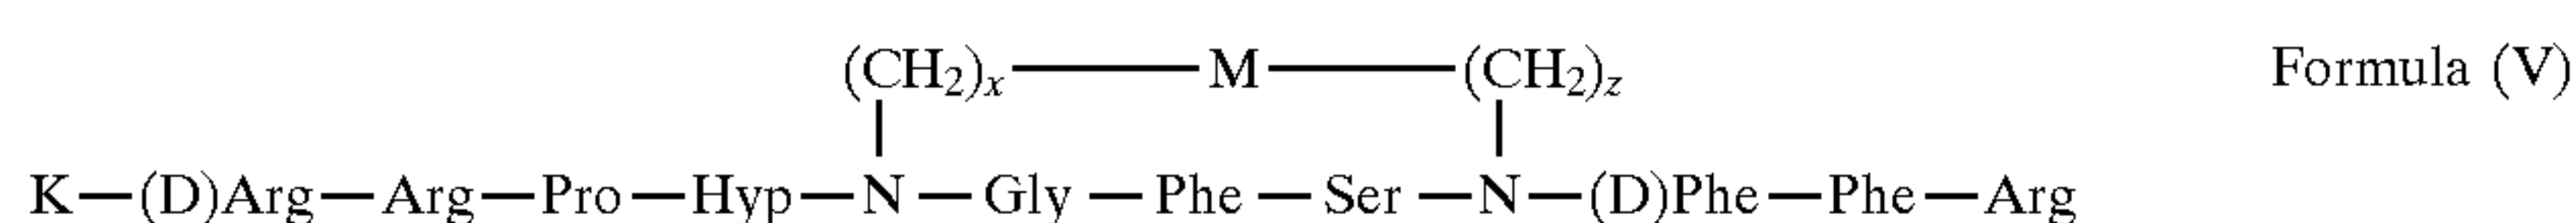 (CH₂)ₓ—M—(CH₂)z Formula (V)
K—(D)Arg—Arg—Pro—Hyp—N—Gly—Phe—Ser—N—(D)Phe—Phe—Arg